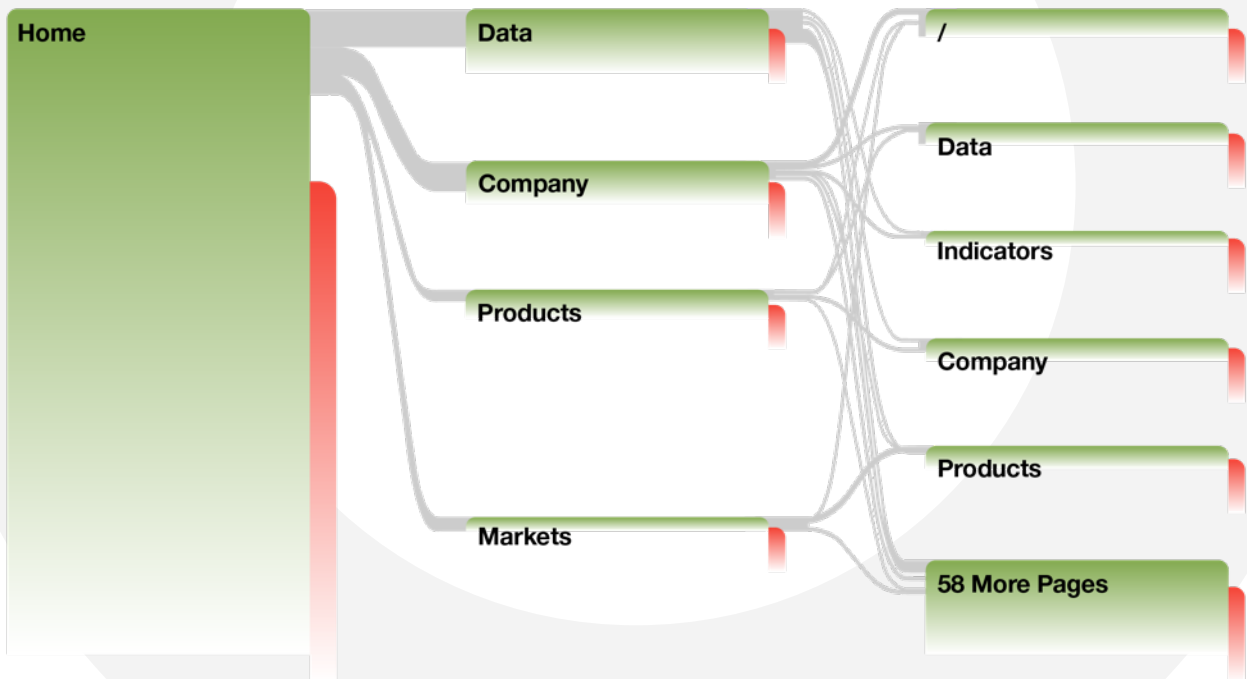 Home
Data
Company
Products
Markets
/
Data
Indicators
Company
Products
58 More Pages